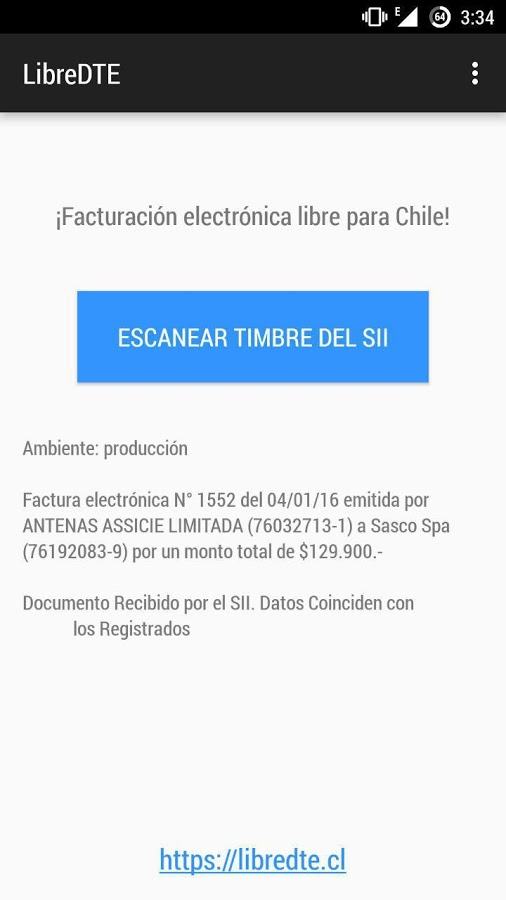 E 64 3:34
LibreDTE
¡Facturación electrónica libre para Chile!
ESCANEAR TIMBRE DEL SII
Ambiente: producción
Factura electrónica N° 1552 del 04/01/16 emitida por
ANTENAS ASSICIE LIMITADA (76032713-1) a Sasco Spa
(76192083-9) por un monto total de $129.900.-
Documento Recibido por el SII. Datos Coinciden con
los Registrados
https://libredte.cl